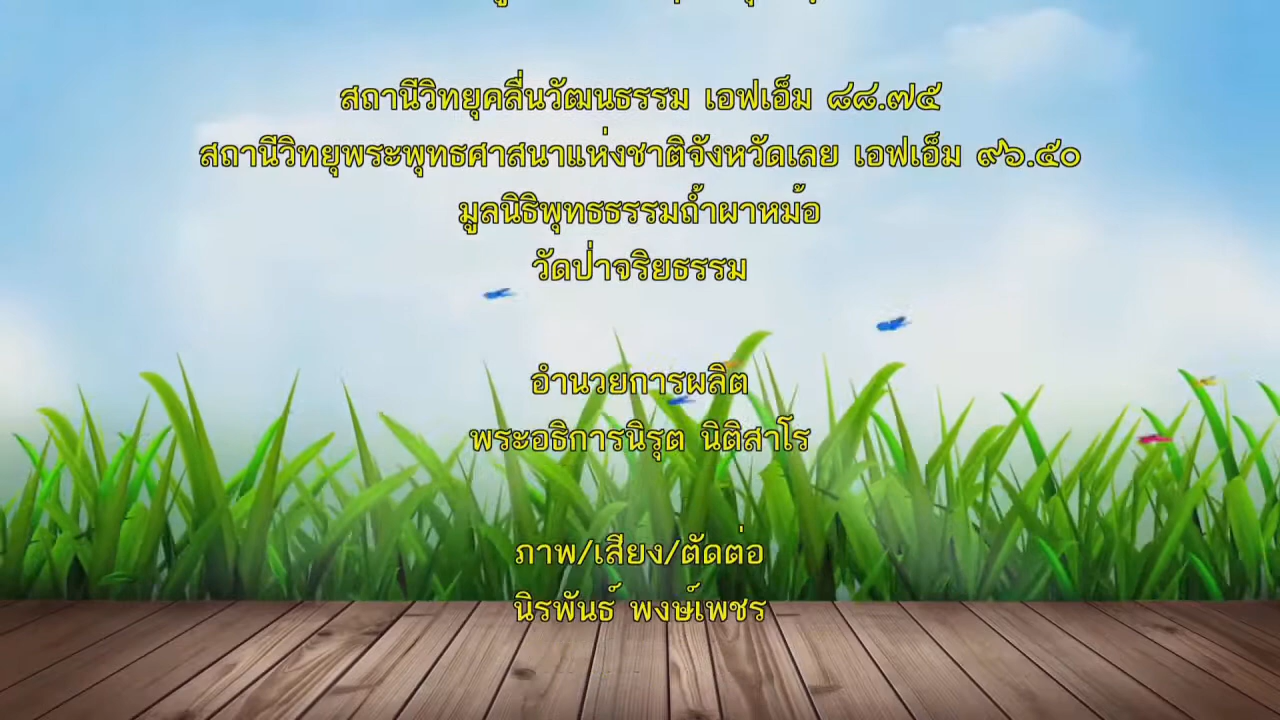 สถานีวิทยุคลื่นวัฒนธรรม เอฟเอ็ม ๘๘.๗๕
สถานีวิทยุพระพุทธศาสนาแห่งชาติจังหวัดเลย เอฟเอ็ม ๙๖.๕๐
มูลนิธิพุทธธรรมถ้ำผาหม้อ
วัดป่าจริยธรรม
อำนวยการผลิต
พระอธิการนิรุต นิติสาโร
ภาพ/เสียง/ตัดต่อ
นิรพันธ์ พงษ์เพชร